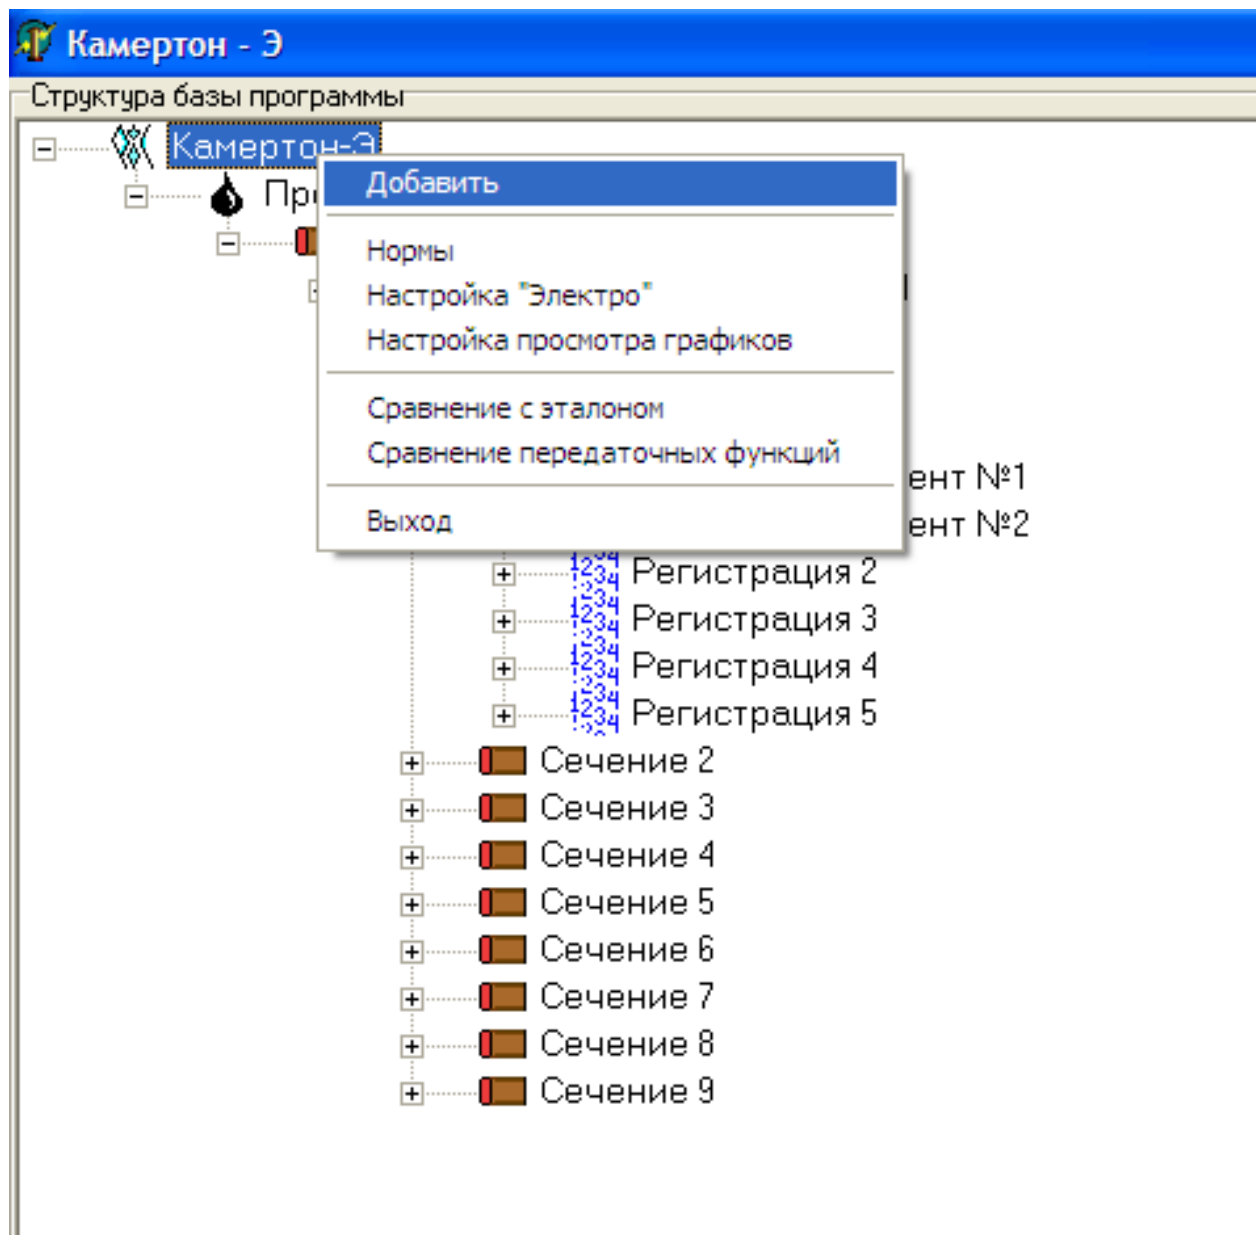 Камертон - Э
Структура базы программы
Камертон-Э
Добавить
Нормы
Настройка "Электро"
Настройка просмотра графиков
Сравнение с эталоном
Сравнение передаточных функций
Выход
ент №1
ент №2
Регистрация 2
Регистрация 3
Регистрация 4
Регистрация 5
Сечение 2
Сечение 3
Сечение 4
Сечение 5
Сечение 6
Сечение 7
Сечение 8
Сечение 9